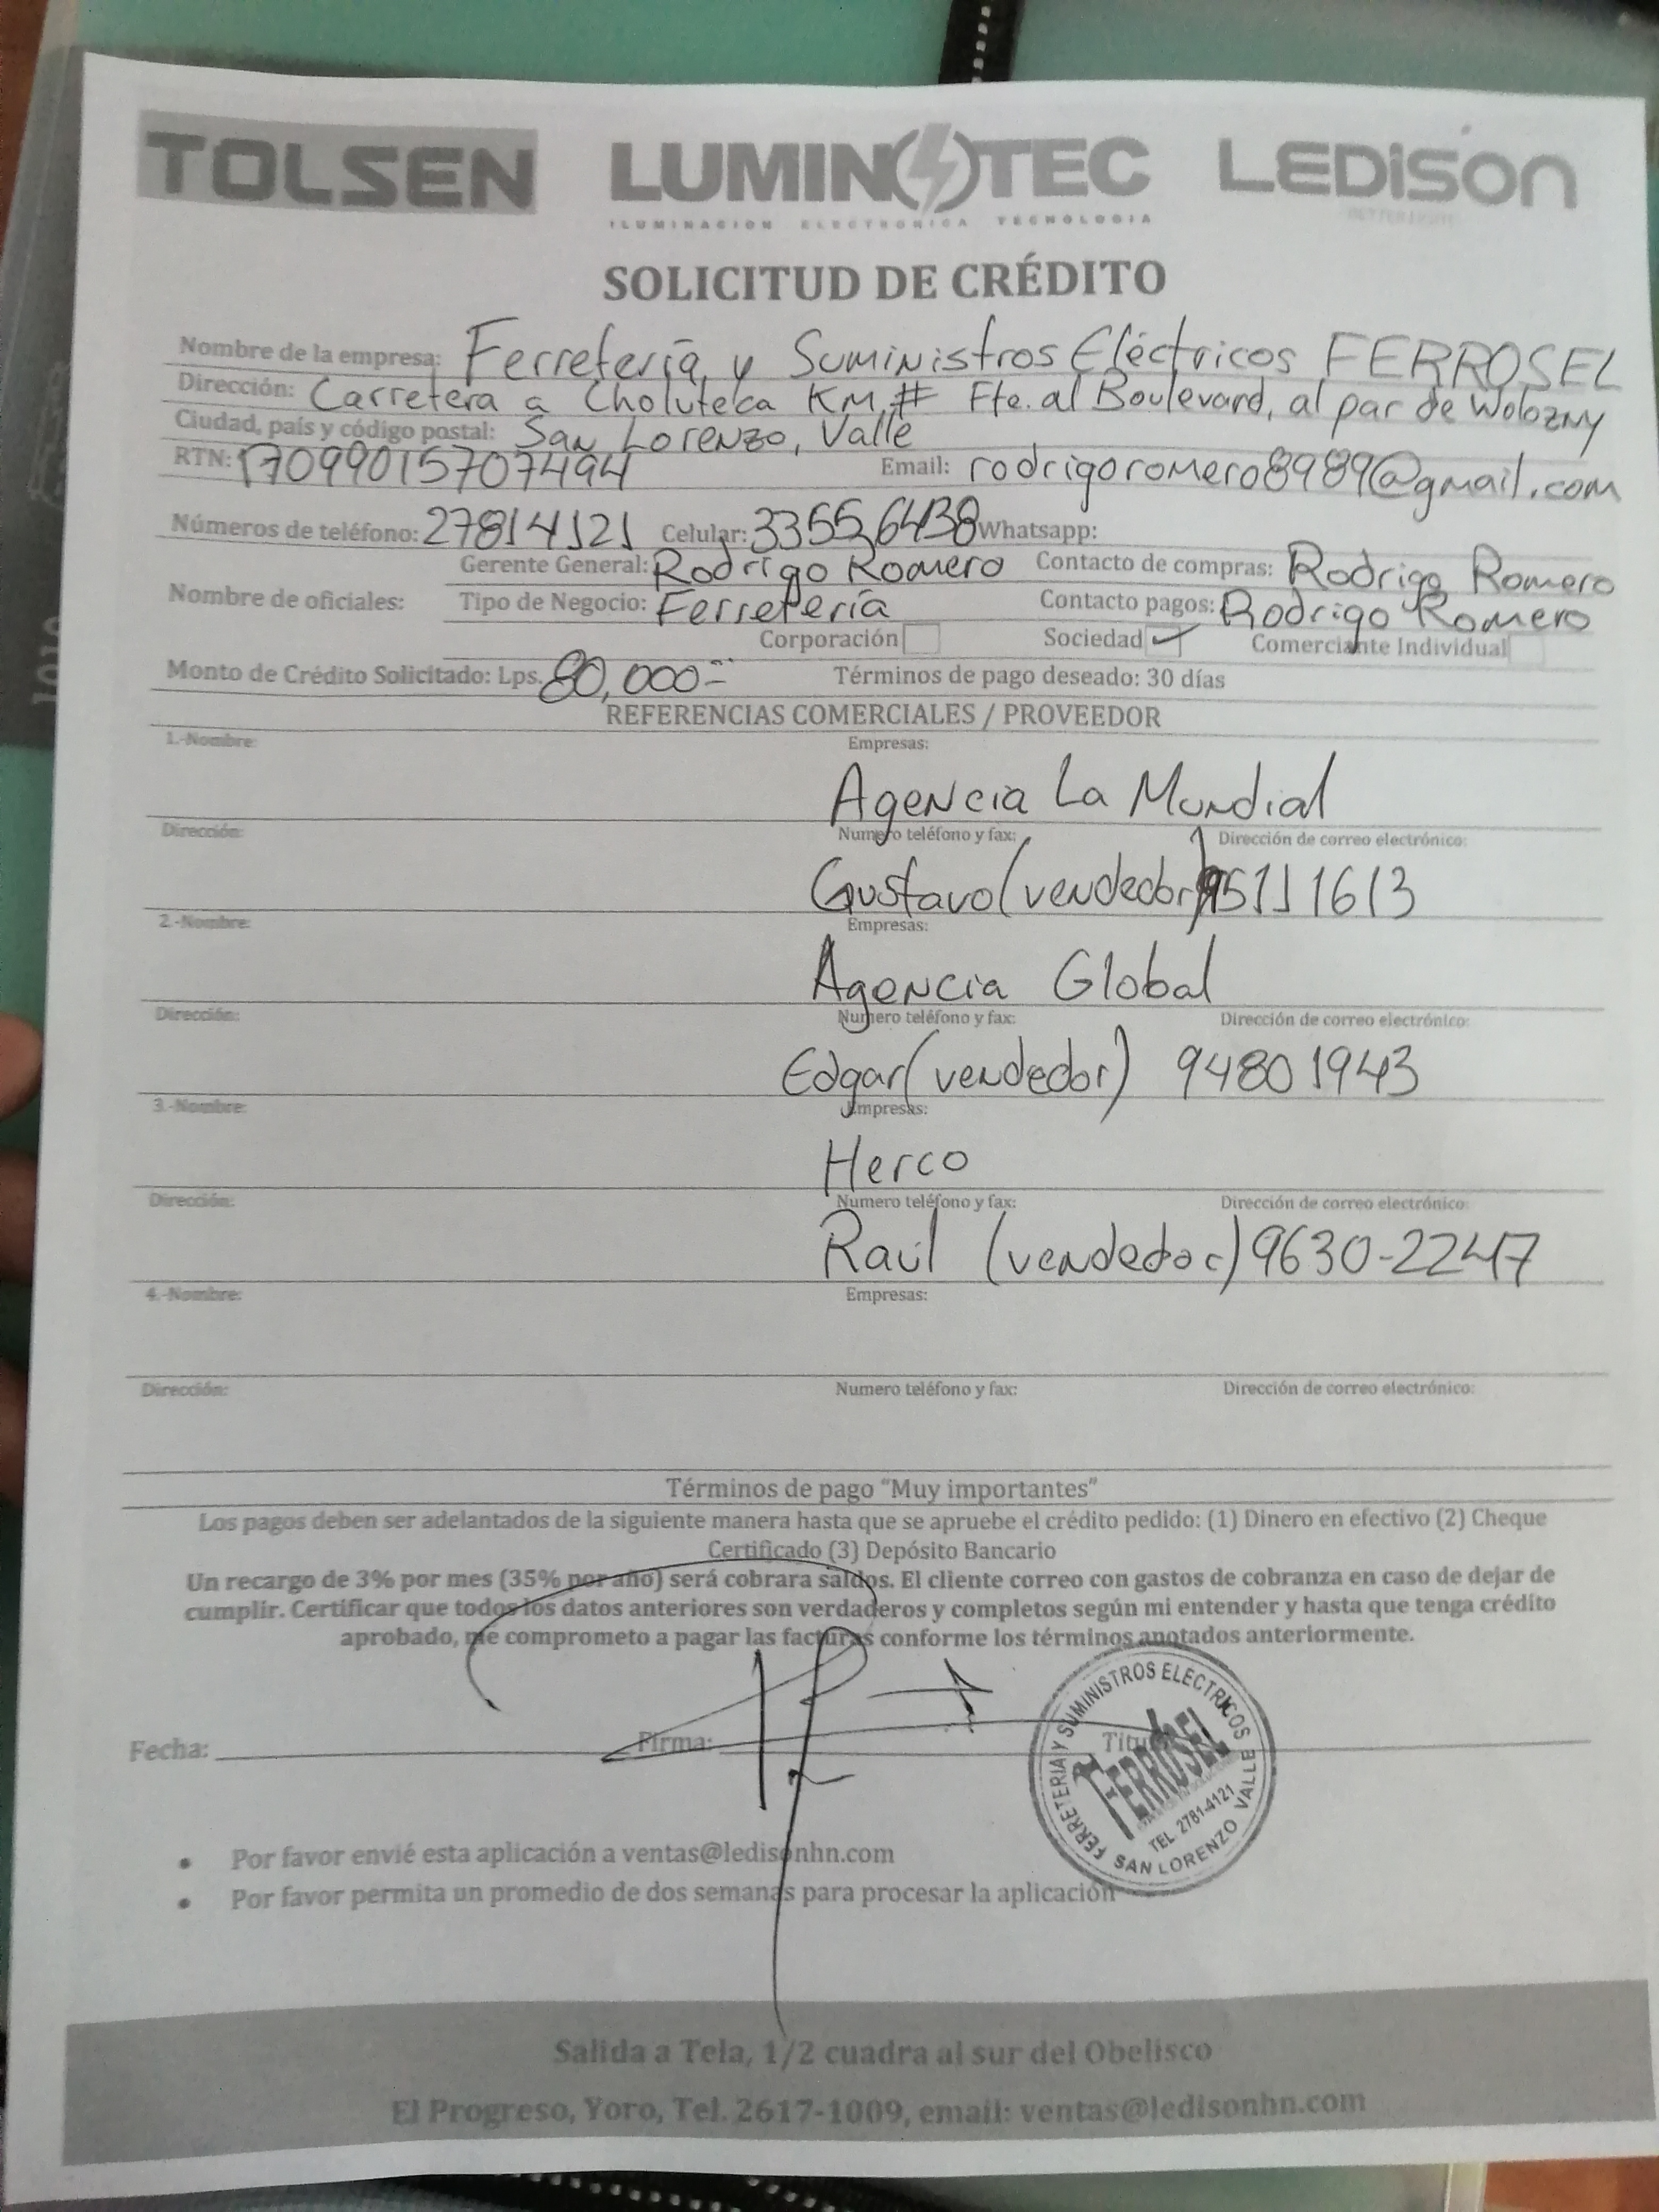 TOLSEN LUMINOTEC LEDISON
ILUMINACION ELECTRONICA TECNOLOGIA
SOLICITUD DE CRÉDITO
Nombre de la empresa: Ferretería y Suministros Eléctricos FERROSEL
Dirección: Carretera a Choluteca KM.# Fte. al Boulevard, al par de Wolozny
Ciudad, país y código postal: San Lorenzo, Valle
RTN: Email: rodrigoromero8989@gmail.com
Números de teléfono: 27814121 Celular: 33556438 Whatsapp:
Gerente General: Rodrigo Romero Contacto de compras: Rodrigo Romero
Nombre de oficiales: Tipo de Negocio: Ferretería Contacto pagos: Rodrigo Romero
Corporación Sociedad Comerciante Individual
Monto de Crédito Solicitado: Lps. 80,000= Términos de pago deseado: 30 días
REFERENCIAS COMERCIALES / PROVEEDOR
1.-Nombre: Empresas:
Agencia La Mundial
Dirección: Numero teléfono y fax: Dirección de correo electrónico:
Gustavo (vendedor) 95111613
2.-Nombre: Empresas:
Agencia Global
Dirección: Numero teléfono y fax: Dirección de correo electrónico:
Edgar (vendedor) 94801943
3.-Nombre: Empresas:
Herco
Dirección: Numero teléfono y fax: Dirección de correo electrónico:
Raúl (vendedor) 9630-2247
4.-Nombre: Empresas:
Dirección: Numero teléfono y fax: Dirección de correo electrónico:
Términos de pago “Muy importantes”
Los pagos deben ser adelantados de la siguiente manera hasta que se apruebe el crédito pedido: (1) Dinero en efectivo (2) Cheque
Certificado (3) Depósito Bancario
Un recargo de 3% por mes (35% por año) será cobrara saldos. El cliente correo con gastos de cobranza en caso de dejar de
cumplir. Certificar que todos los datos anteriores son verdaderos y completos según mi entender y hasta que tenga crédito
aprobado, me comprometo a pagar las facturas conforme los términos anotados anteriormente.
Fecha: Firma:
FERRETERIA Y SUMINISTROS ELECTRICOS
FERROSEL
TEL 2781-4121
SAN LORENZO VALLE
• Por favor envié esta aplicación a ventas@ledisonhn.com
• Por favor permita un promedio de dos semanas para procesar la aplicación
Salida a Tela, 1/2 cuadra al sur del Obelisco
El Progreso, Yoro, Tel. 2617-1009, email: ventas@ledisonhn.com